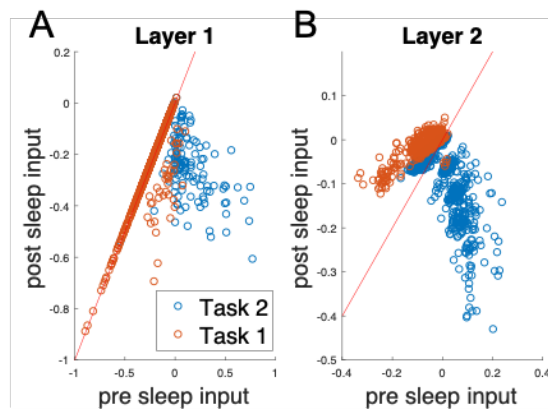 A
Layer 1
0.2
0
-0.2
-0.4
-0.6
-0.8
-1
-1
-0.5
0
0.5
1
post sleep input
pre sleep input
Task 2
Task 1
B
Layer 2
0.1
0
-0.1
-0.2
-0.3
-0.4
-0.5
-0.4
-0.2
0
0.2
0.4
post sleep input
pre sleep input